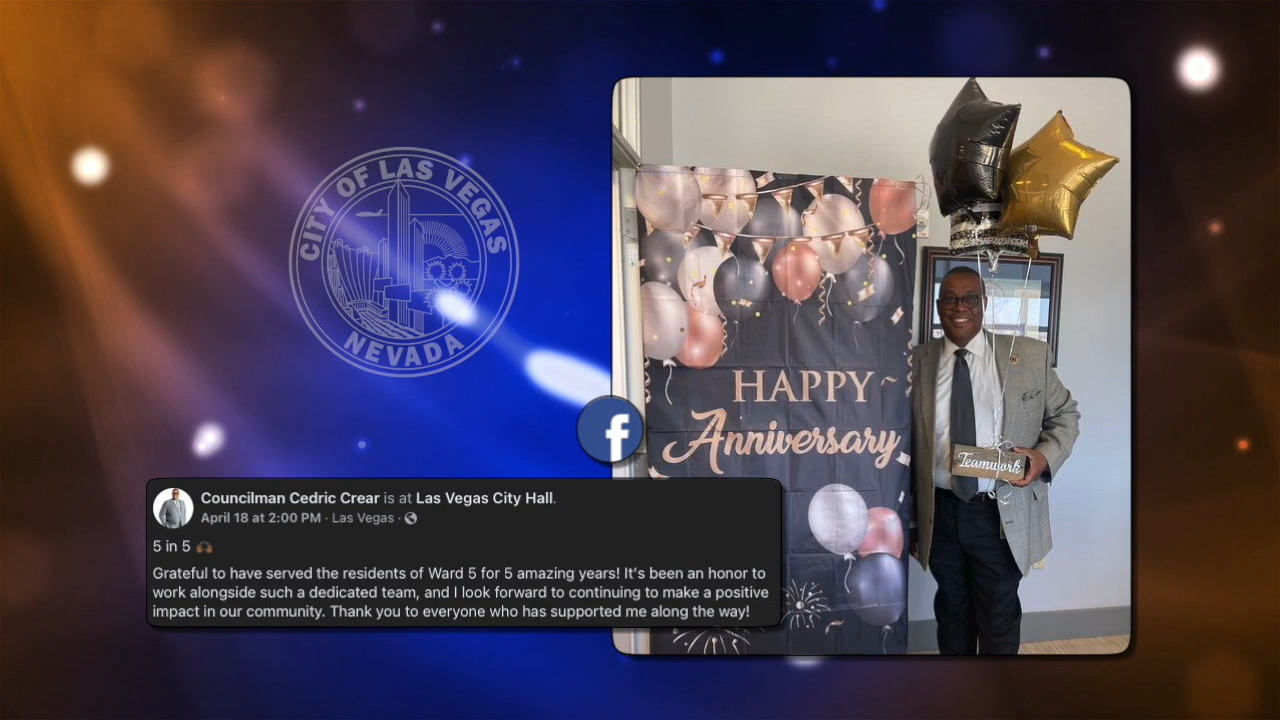 CITY OF LAS VEGAS
NEVADA
HAPPY
Anniversary
Teamwork
f
Councilman Cedric Crear is at Las Vegas City Hall.
April 18 at 2:00 PM · Las Vegas ·
5 in 5
Grateful to have served the residents of Ward 5 for 5 amazing years! It's been an honor to
work alongside such a dedicated team, and I look forward to continuing to make a positive
impact in our community. Thank you to everyone who has supported me along the way!